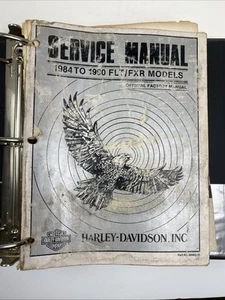 SERVICE MANUAL
1984 TO 1990 FLT/FXR MODELS
OFFICIAL FACTORY MANUAL
HARLEY-DAVIDSON, INC